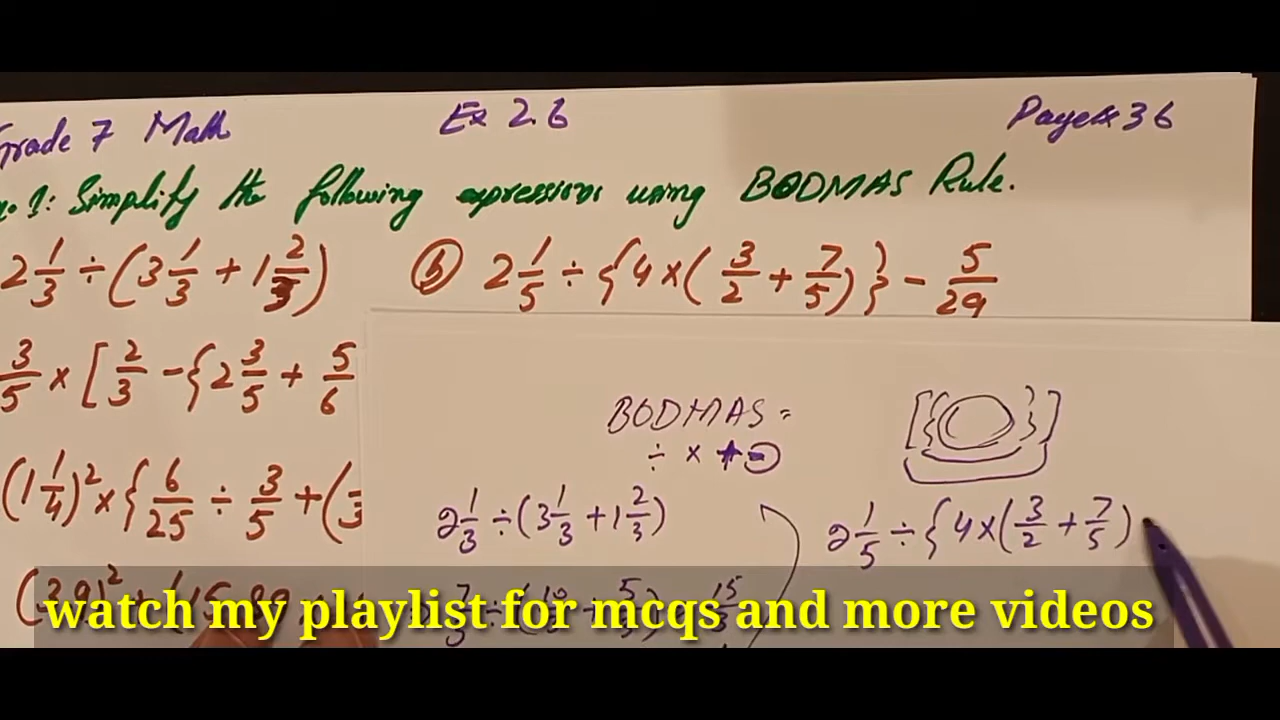 Grade 7 Math Ex 2.6 Page 36
1: Simplify the following expressions using BODMAS Rule.
2 1/3 ÷ (3 1/3 + 1 2/3) (b) 2 1/5 ÷ {4 × (3/2 + 7/5)} - 5/29
3/5 × [2/3 - {2 3/5 + 5/6
(1 1/4)² × {6/25 ÷ 3/5 + (
BODMAS =
÷ × + -
[{()}]
2 1/3 ÷ (3 1/3 + 1 2/3)
2 1/5 ÷ {4 × (3/2 + 7/5)
watch my playlist for mcqs and more videos